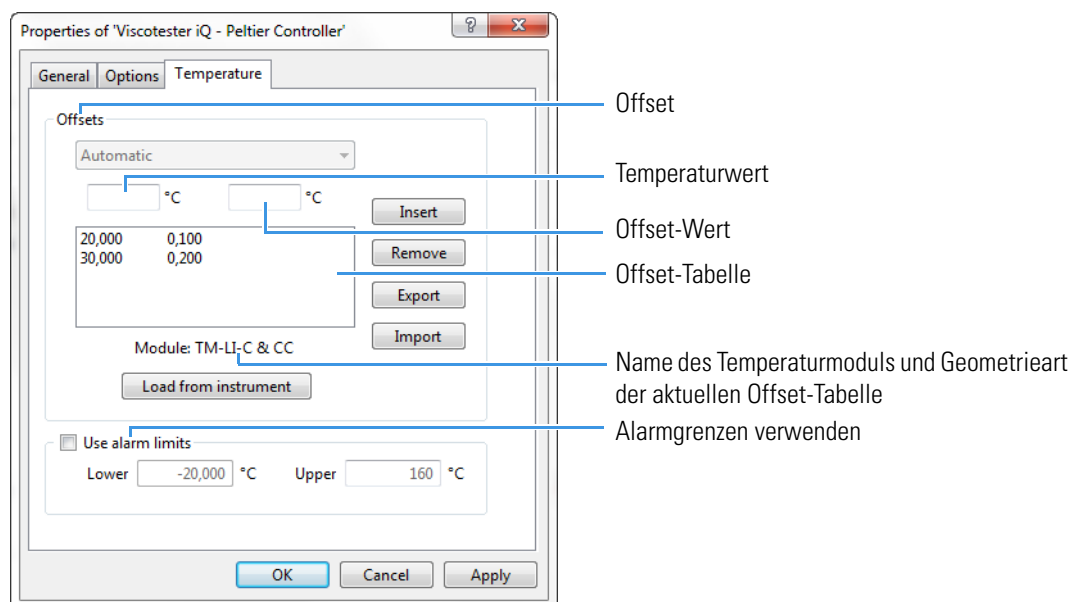 Properties of 'Viscotester iQ - Peltier Controller'
General Options Temperature
Offsets
Automatic
°C °C
Insert
20,000 0,100
30,000 0,200
Remove
Export
Import
Module: TM-LI-C & CC
Load from instrument
Use alarm limits
Lower -20,000 °C Upper 160 °C
OK Cancel Apply
Offset
Temperaturwert
Offset-Wert
Offset-Tabelle
Name des Temperaturmoduls und Geometrieart
der aktuellen Offset-Tabelle
Alarmgrenzen verwenden